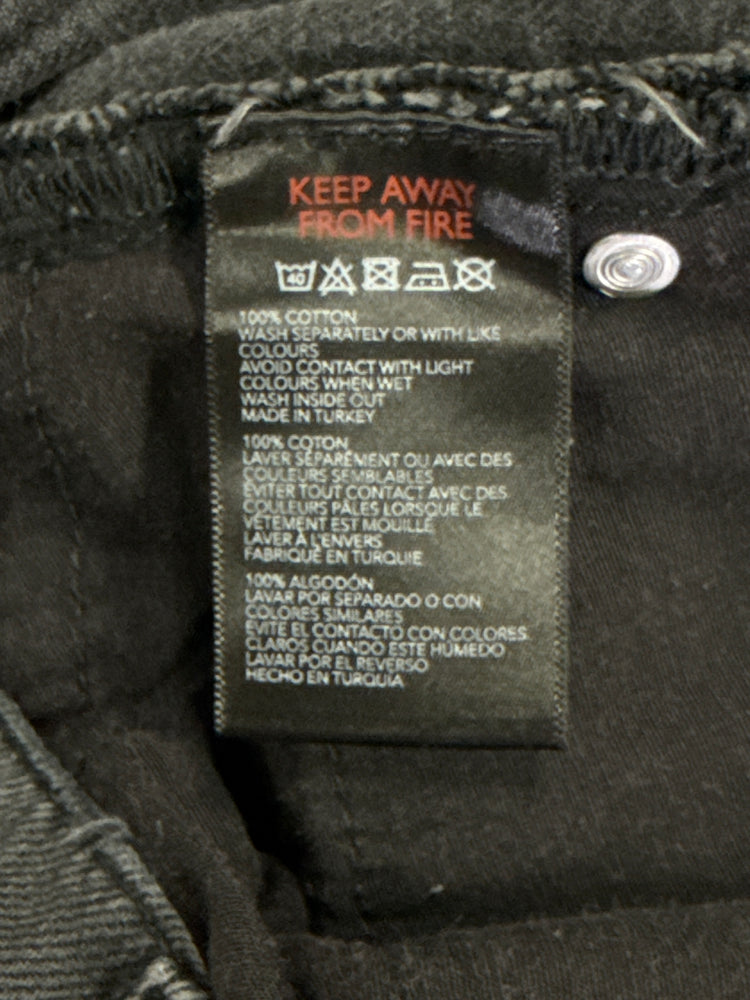 KEEP AWAY
FROM FIRE
40
100% COTTON
WASH SEPARATELY OR WITH LIKE
COLOURS
AVOID CONTACT WITH LIGHT
COLOURS WHEN WET
WASH INSIDE OUT
MADE IN TURKEY
100% COTON
LAVER SÉPARÉMENT OU AVEC DES
COULEURS SEMBLABLES
ÉVITER TOUT CONTACT AVEC DES
COULEURS PÂLES LORSQUE LE
VÊTEMENT EST MOUILLÉ
LAVER À L'ENVERS
FABRIQUÉ EN TURQUIE
100% ALGODÓN
LAVAR POR SEPARADO O CON
COLORES SIMILARES
EVITE EL CONTACTO CON COLORES
CLAROS CUANDO ESTE HÚMEDO
LAVAR POR EL REVERSO
HECHO EN TURQUÍA